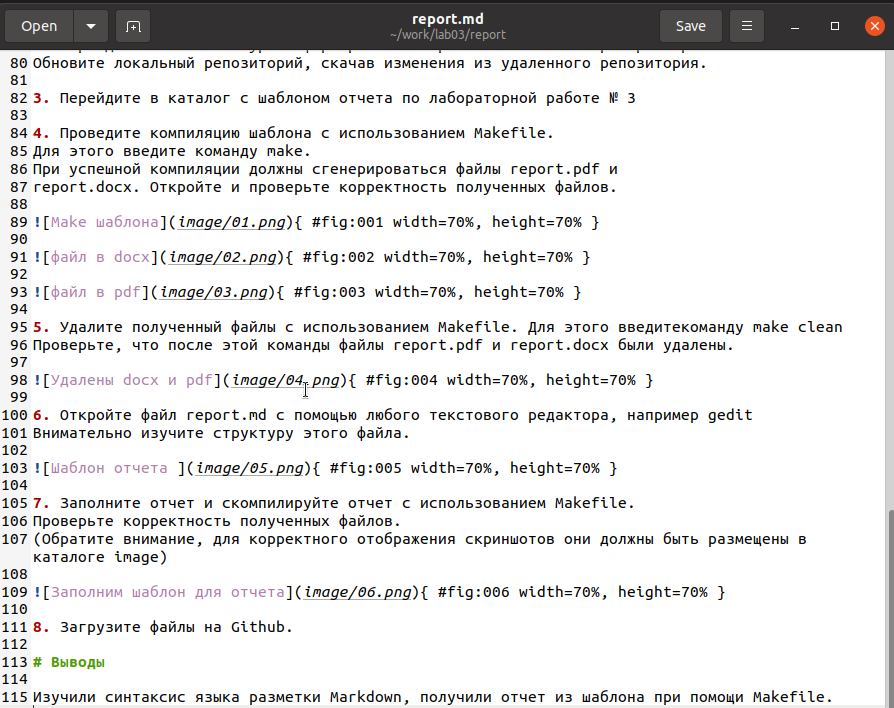 Open
report.md
~/work/lab03/report
Save
80 Обновите локальный репозиторий, скачав изменения из удаленного репозитория.
81
82 3. Перейдите в каталог с шаблоном отчета по лабораторной работе № 3
83
84 4. Проведите компиляцию шаблона с использованием Makefile.
85 Для этого введите команду make.
86 При успешной компиляции должны сгенерироваться файлы report.pdf и
87 report.docx. Откройте и проверьте корректность полученных файлов.
88
89 ![Make шаблона](image/01.png){ #fig:001 width=70%, height=70% }
90
91 ![файл в docx](image/02.png){ #fig:002 width=70%, height=70% }
92
93 ![файл в pdf](image/03.png){ #fig:003 width=70%, height=70% }
94
95 5. Удалите полученный файлы с использованием Makefile. Для этого введитекоманду make clean
96 Проверьте, что после этой команды файлы report.pdf и report.docx были удалены.
97
98 ![Удалены docx и pdf](image/04.png){ #fig:004 width=70%, height=70% }
99
100 6. Откройте файл report.md c помощью любого текстового редактора, например gedit
101 Внимательно изучите структуру этого файла.
102
103 ![Шаблон отчета ](image/05.png){ #fig:005 width=70%, height=70% }
104
105 7. Заполните отчет и скомпилируйте отчет с использованием Makefile.
106 Проверьте корректность полученных файлов.
107 (Обратите внимание, для корректного отображения скриншотов они должны быть размещены в
каталоге image)
108
109 ![Заполним шаблон для отчета](image/06.png){ #fig:006 width=70%, height=70% }
110
111 8. Загрузите файлы на Github.
112
113 # Выводы
114
115 Изучили синтаксис языка разметки Markdown, получили отчет из шаблона при помощи Makefile.